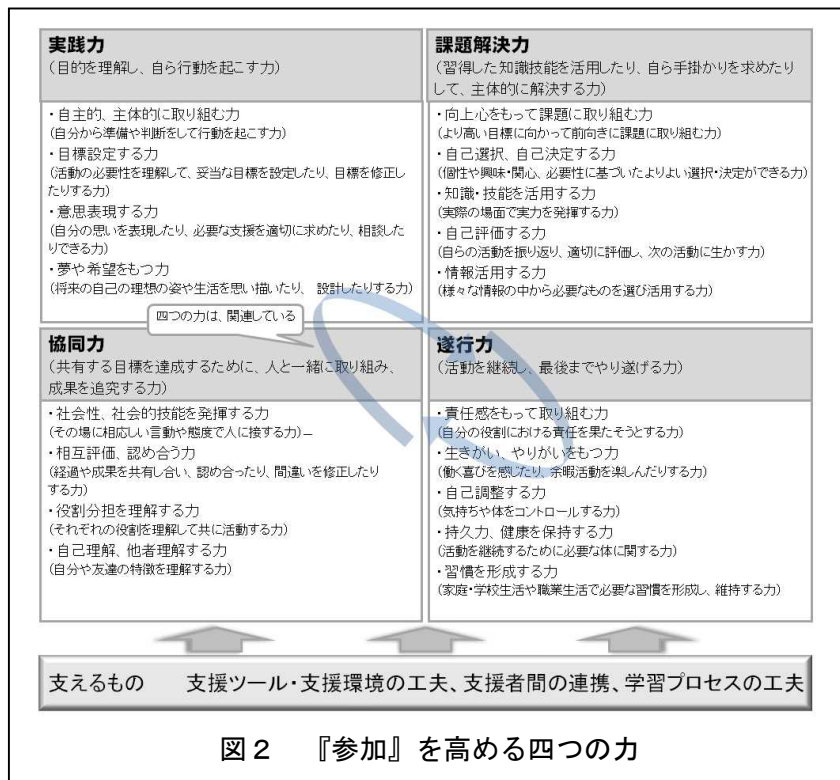 実践力
(目的を理解し、自ら行動を起こす力)
・自主的、主体的に取り組む力
(自分から準備や判断をして行動を起こす力)
・目標設定する力
(活動の必要性を理解して、妥当な目標を設定したり、目標を修正し
たりする力)
・意思表現する力
(自分の思いを表現したり、必要な支援を適切に求めたり、相談した
りできる力)
・夢や希望をもつ力
(将来の自己の理想の姿や生活を思い描いたり、 設計したりする力)
課題解決力
(習得した知識技能を活用したり、自ら手掛かりを求めたり
して、主体的に解決する力)
・向上心をもって課題に取り組む力
(より高い目標に向かって前向きに課題に取り組む力)
・自己選択、自己決定する力
(個性や興味・関心、必要性に基づいたよりよい選択・決定ができる力)
・知識・技能を活用する力
(実際の場面で実力を発揮する力)
・自己評価する力
(自らの活動を振り返り、適切に評価し、次の活動に生かす力)
・情報活用する力
(様々な情報の中から必要なものを選び活用する力)
四つの力は、関連している
協同力
(共有する目標を達成するために、人と一緒に取り組み、
成果を追究する力)
・社会性、社会的技能を発揮する力
(その場に相応しい言動や態度で人に接する力)–
・相互評価、認め合う力
(経過や成果を共有し合い、認め合ったり、間違いを修正したり
する力)
・役割分担を理解する力
(それぞれの役割を理解して共に活動する力)
・自己理解、他者理解する力
(自分や友達の特徴を理解する力)
遂行力
(活動を継続し、最後までやり遂げる力)
・責任感をもって取り組む力
(自分の役割における責任を果たそうとする力)
・生きがい、やりがいをもつ力
(働く喜びを感じたり、余暇活動を楽しんだりする力)
・自己調整する力
(気持ちや体をコントロールする力)
・持久力、健康を保持する力
(活動を継続するために必要な体に関する力)
・習慣を形成する力
(家庭・学校生活や職業生活で必要な習慣を形成し、維持する力)
支えるもの 支援ツール・支援環境の工夫、支援者間の連携、学習プロセスの工夫
図2 『参加』を高める四つの力